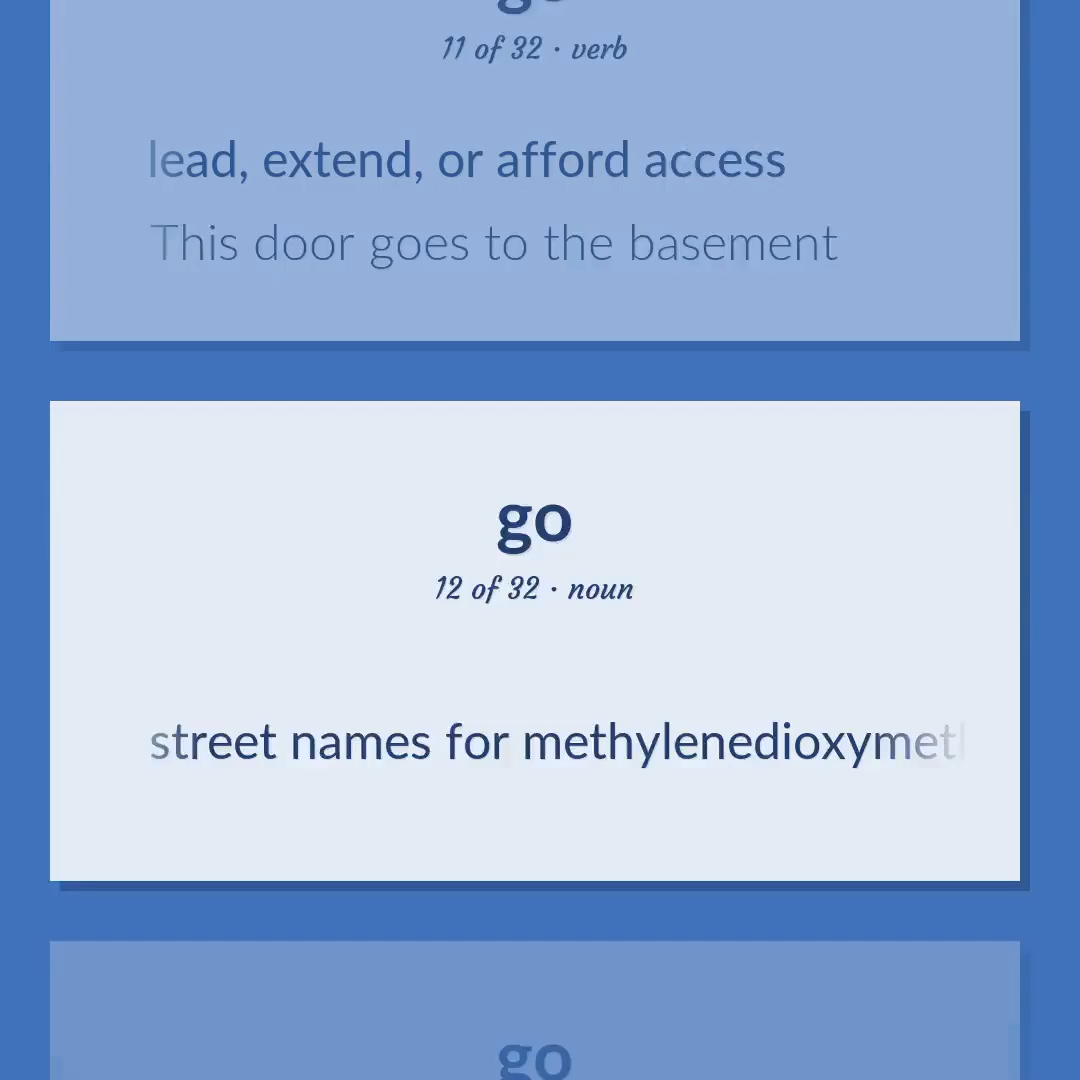 go
11 of 32 · verb
lead, extend, or afford access
This door goes to the basement
go
12 of 32 · noun
street names for methylenedioxymet
go